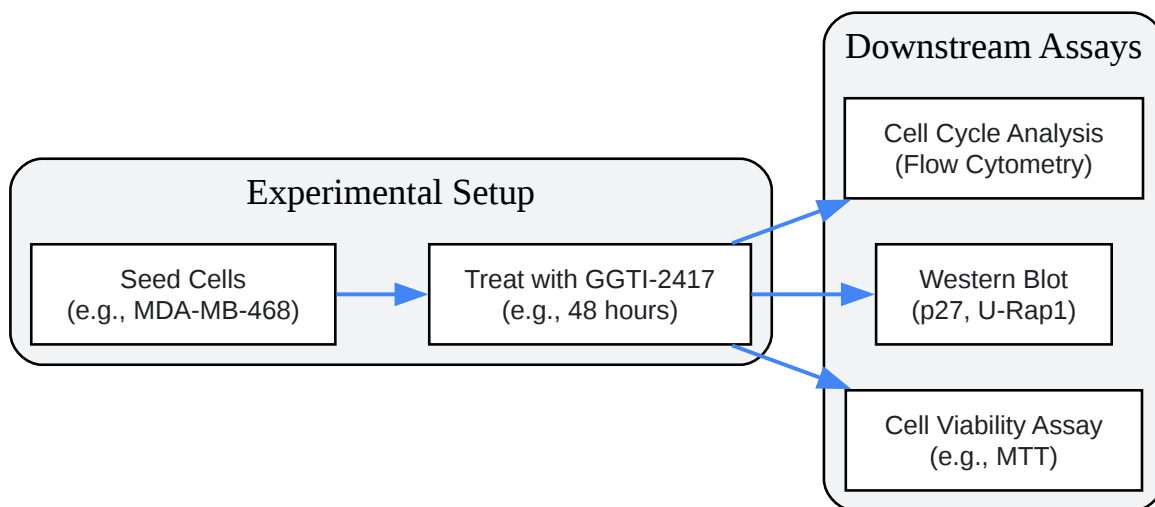 Experimental Setup
Seed Cells
(e.g., MDA-MB-468)
Treat with GGTI-2417
(e.g., 48 hours)
Downstream Assays
Cell Cycle Analysis
(Flow Cytometry)
Western Blot
(p27, U-Rap1)
Cell Viability Assay
(e.g., MTT)